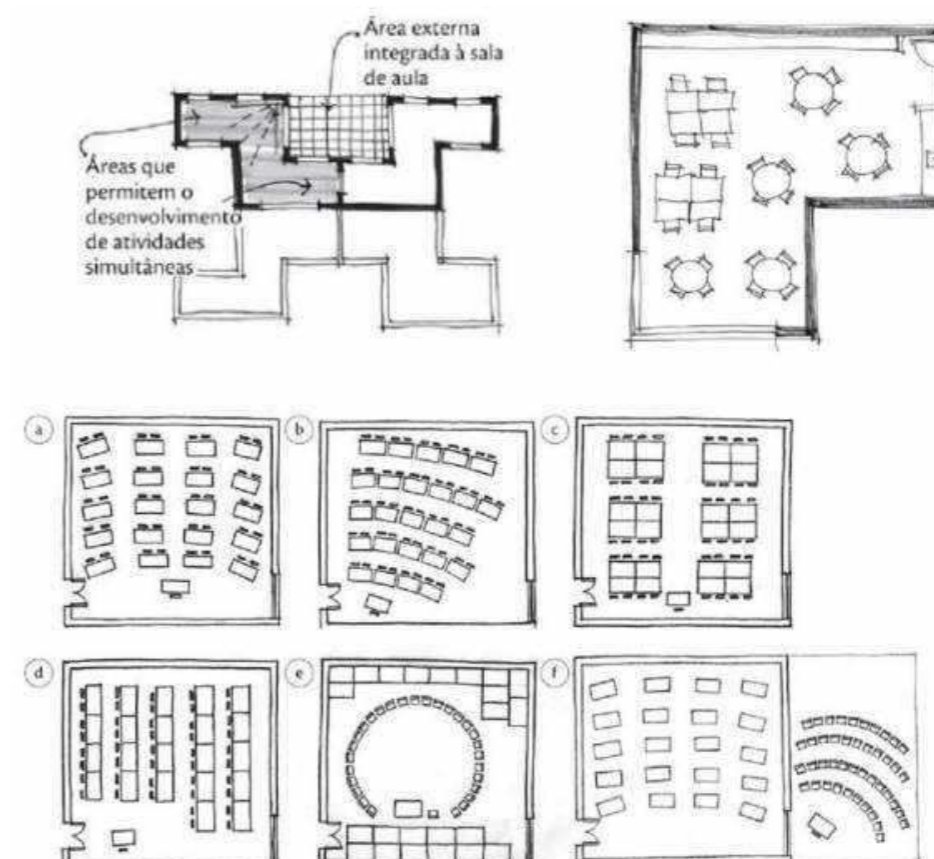 Área externa
integrada à sala
de aula
Áreas que
permitem o
desenvolvimento
de atividades
simultâneas
a
b
c
d
e
f